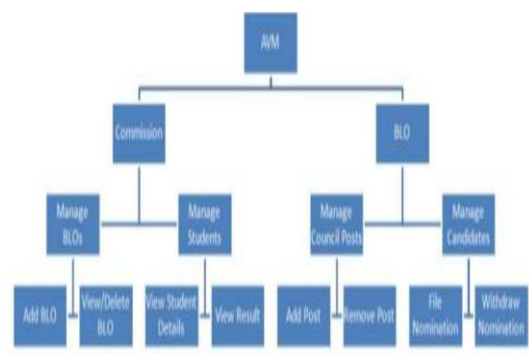 AVM
Commission
BLO
Manage
BLOs
Manage
Students
Manage
Council Posts
Manage
Candidates
Add BLO
View/Delete
BLO
View Student
Details
View Result
Add Post
Remove Post
File
Nomination
Withdraw
Nomination